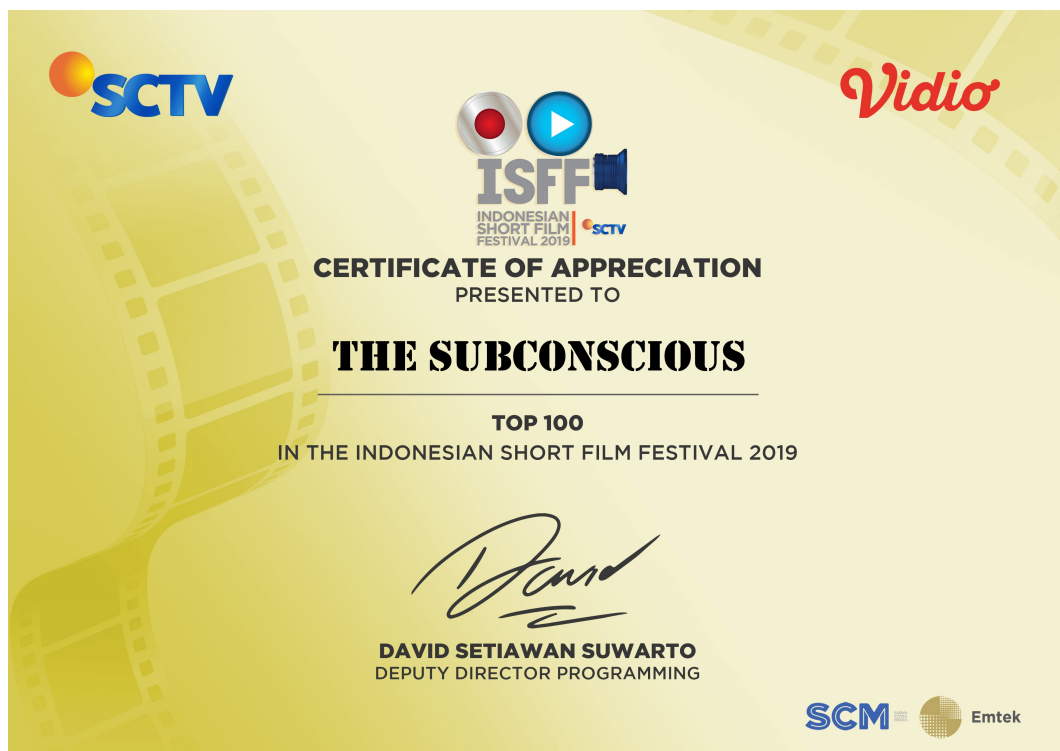 SCTV
Vidio
ISFF
INDONESIAN
SHORT FILM
FESTIVAL 2019
SCTV
CERTIFICATE OF APPRECIATION
PRESENTED TO
THE SUBCONSCIOUS
TOP 100
IN THE INDONESIAN SHORT FILM FESTIVAL 2019
David
DAVID SETIAWAN SUWARTO
DEPUTY DIRECTOR PROGRAMMING
SCM
Emtek